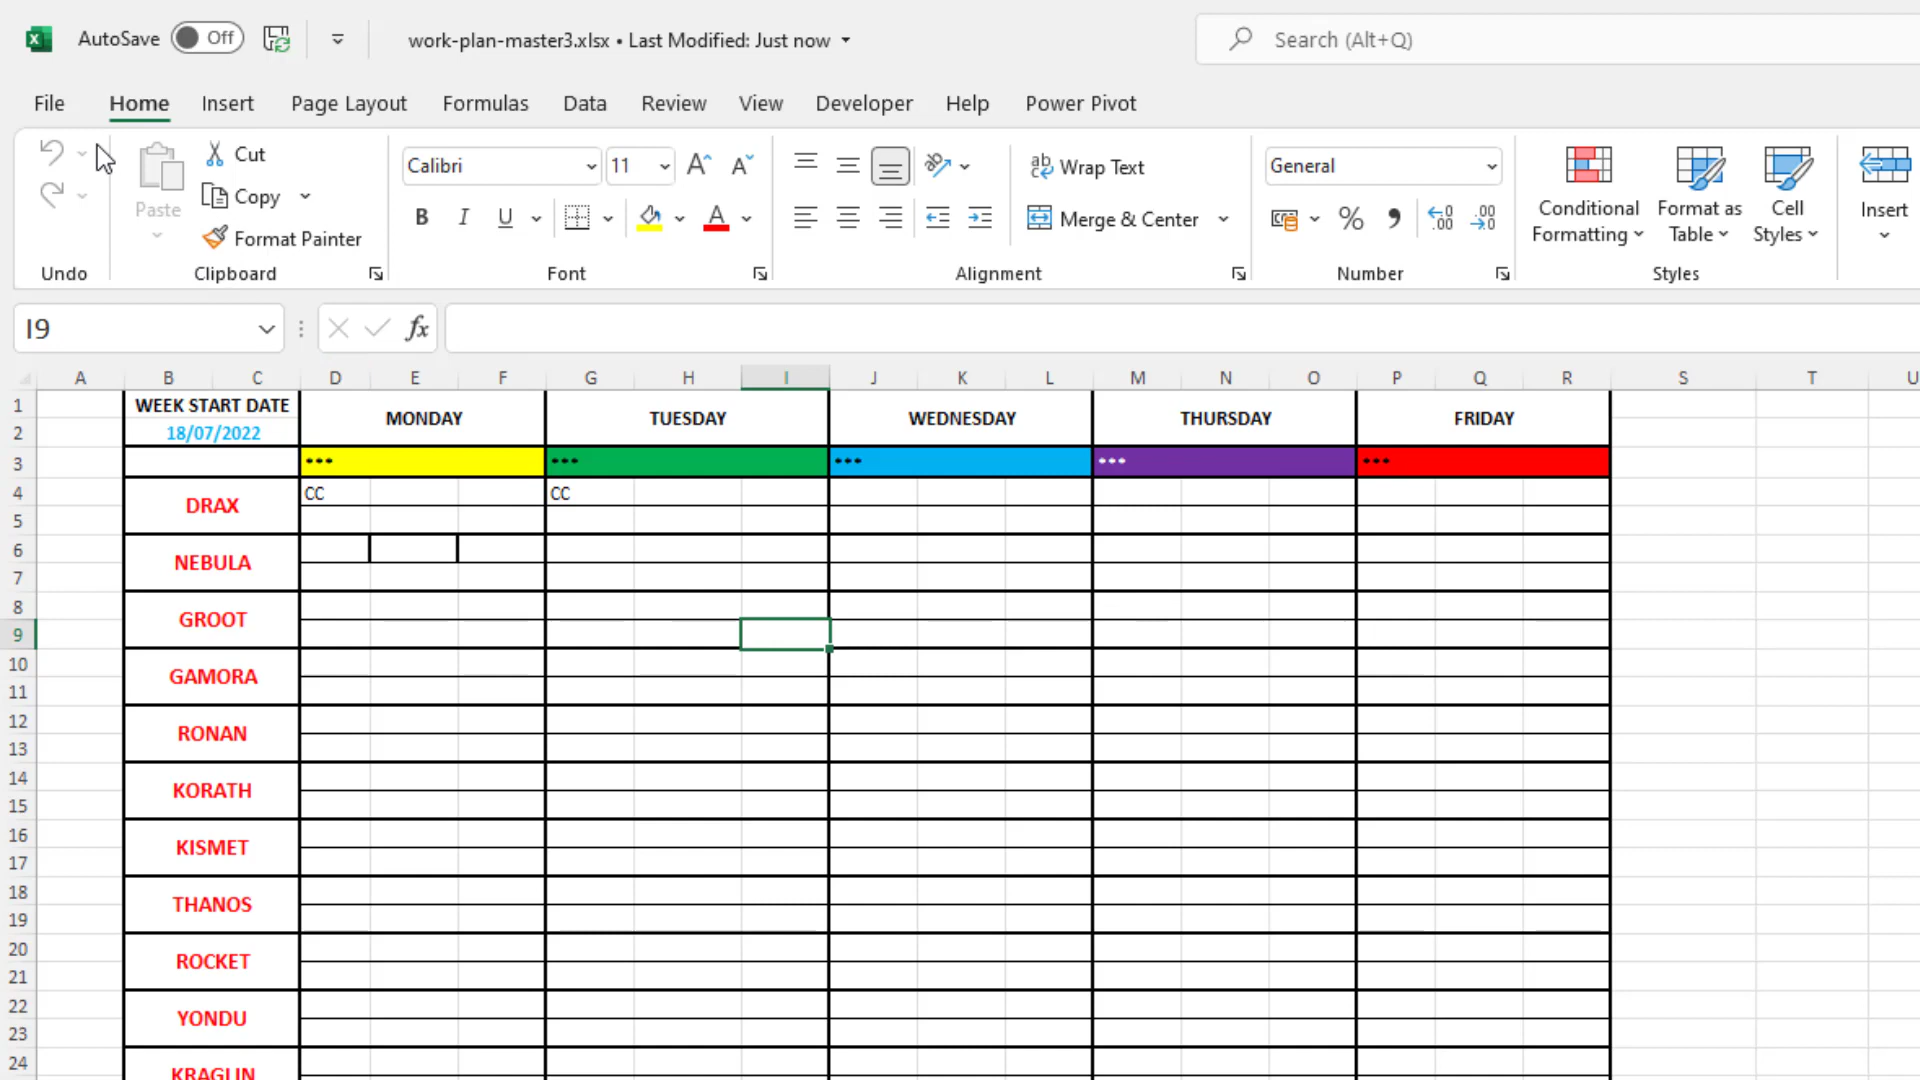 AutoSave Off work-plan-master3.xlsx • Last Modified: Just now Search (Alt+Q)
File Home Insert Page Layout Formulas Data Review View Developer Help Power Pivot
Paste Cut Copy Format Painter
Calibri 11
B I U A
ab Wrap Text
Merge & Center
General
% 9 .00
Conditional Formatting
Format as Table
Cell Styles
Insert
Undo Clipboard Font Alignment Number Styles
I9 fx
A B C D E F G H I J K L M N O P Q R S T U
1 WEEK START DATE MONDAY TUESDAY WEDNESDAY THURSDAY FRIDAY
2 18/07/2022
3 ••• ••• ••• ••• •••
4 DRAX CC CC
5
6 NEBULA
7
8 GROOT
9
10 GAMORA
11
12 RONAN
13
14 KORATH
15
16 KISMET
17
18 THANOS
19
20 ROCKET
21
22 YONDU
23
24 KRAGLIN